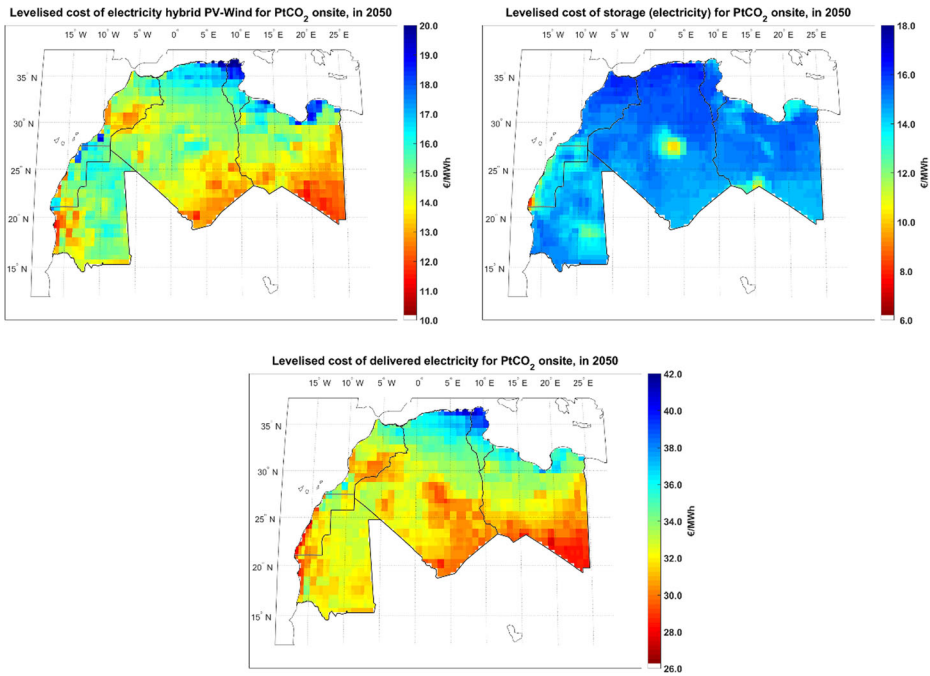 Levelised cost of electricity hybrid PV-Wind for PtCO₂ onsite, in 2050
15° W 10° W 5° W 0° 5° E 10° E 15° E 20° E 25° E
35° N
30° N
25° N
20° N
15° N
20.0
19.0
18.0
17.0
16.0
15.0
14.0
13.0
12.0
11.0
10.0
€/MWh
Levelised cost of storage (electricity) for PtCO₂ onsite, in 2050
15° W 10° W 5° W 0° 5° E 10° E 15° E 20° E 25° E
35° N
30° N
25° N
20° N
15° N
18.0
16.0
14.0
12.0
10.0
8.0
6.0
€/MWh
Levelised cost of delivered electricity for PtCO₂ onsite, in 2050
15° W 10° W 5° W 0° 5° E 10° E 15° E 20° E 25° E
35° N
30° N
25° N
20° N
15° N
42.0
40.0
38.0
36.0
34.0
32.0
30.0
28.0
26.0
€/MWh